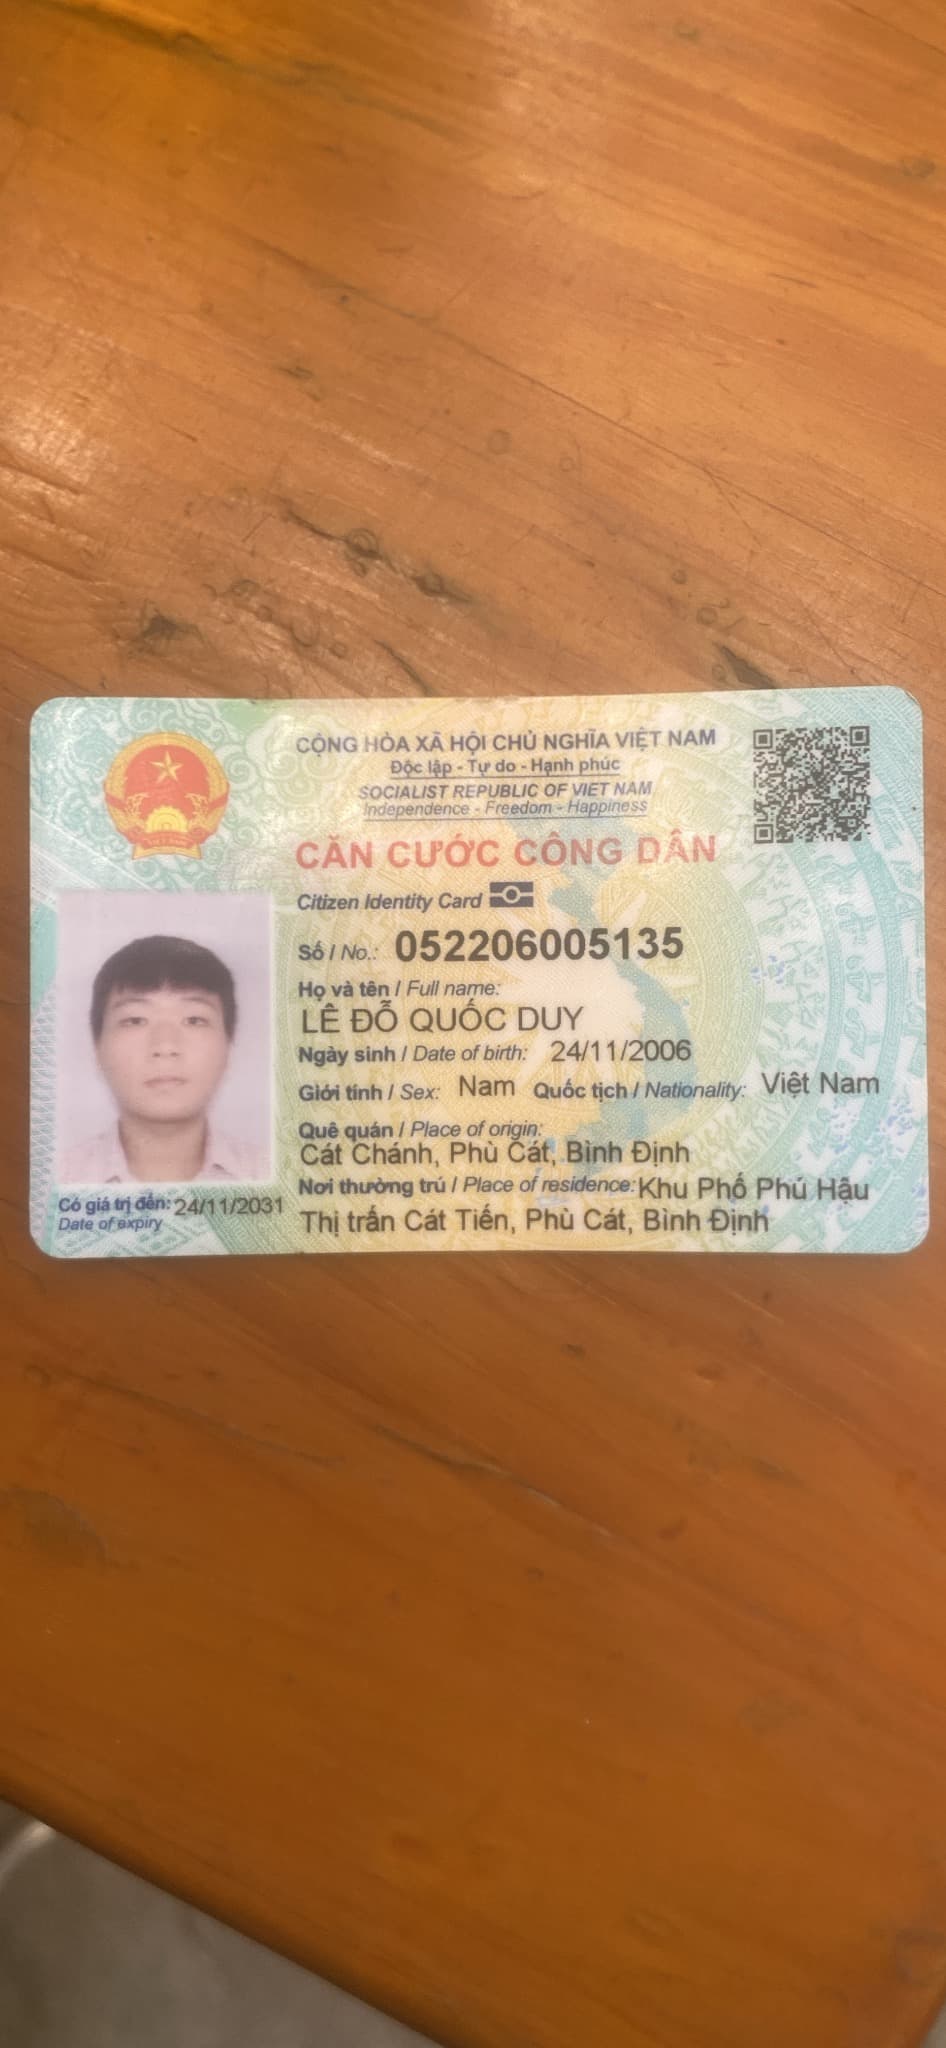 CỘNG HÒA XÃ HỘI CHỦ NGHĨA VIỆT NAM
Độc lập - Tự do - Hạnh phúc
SOCIALIST REPUBLIC OF VIET NAM
Independence - Freedom - Happiness
CĂN CƯỚC CÔNG DÂN
Citizen Identity Card
Số / No.: 052206005135
Họ và tên / Full name:
LÊ ĐỖ QUỐC DUY
Ngày sinh / Date of birth: 24/11/2006
Giới tính / Sex: Nam Quốc tịch / Nationality: Việt Nam
Quê quán / Place of origin:
Cát Chánh, Phù Cát, Bình Định
Nơi thường trú / Place of residence: Khu Phố Phú Hậu
Thị trấn Cát Tiến, Phù Cát, Bình Định
Có giá trị đến: 24/11/2031
Date of expiry